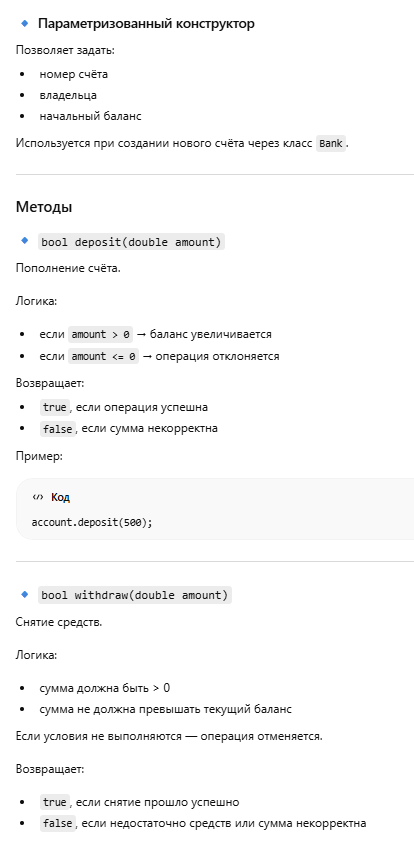 Параметризованный конструктор
Позволяет задать:
• номер счёта
• владельца
• начальный баланс
Используется при создании нового счёта через класс Bank.
Методы
bool deposit(double amount)
Пополнение счёта.
Логика:
• если amount > 0 → баланс увеличивается
• если amount <= 0 → операция отклоняется
Возвращает:
• true, если операция успешна
• false, если сумма некорректна
Пример:
</> Код
account.deposit(500);
bool withdraw(double amount)
Снятие средств.
Логика:
• сумма должна быть > 0
• сумма не должна превышать текущий баланс
Если условия не выполняются — операция отменяется.
Возвращает:
• true, если снятие прошло успешно
• false, если недостаточно средств или сумма некорректна